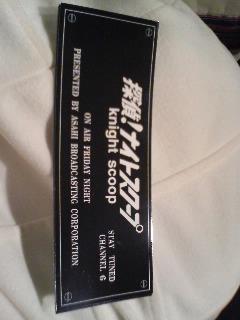 探偵!ナイトスクープ
knight scoop
STAY TUNED
CHANNEL 6
ON AIR FRIDAY NIGHT
PRESENTED BY ASAHI BROADCASTING CORPORATION